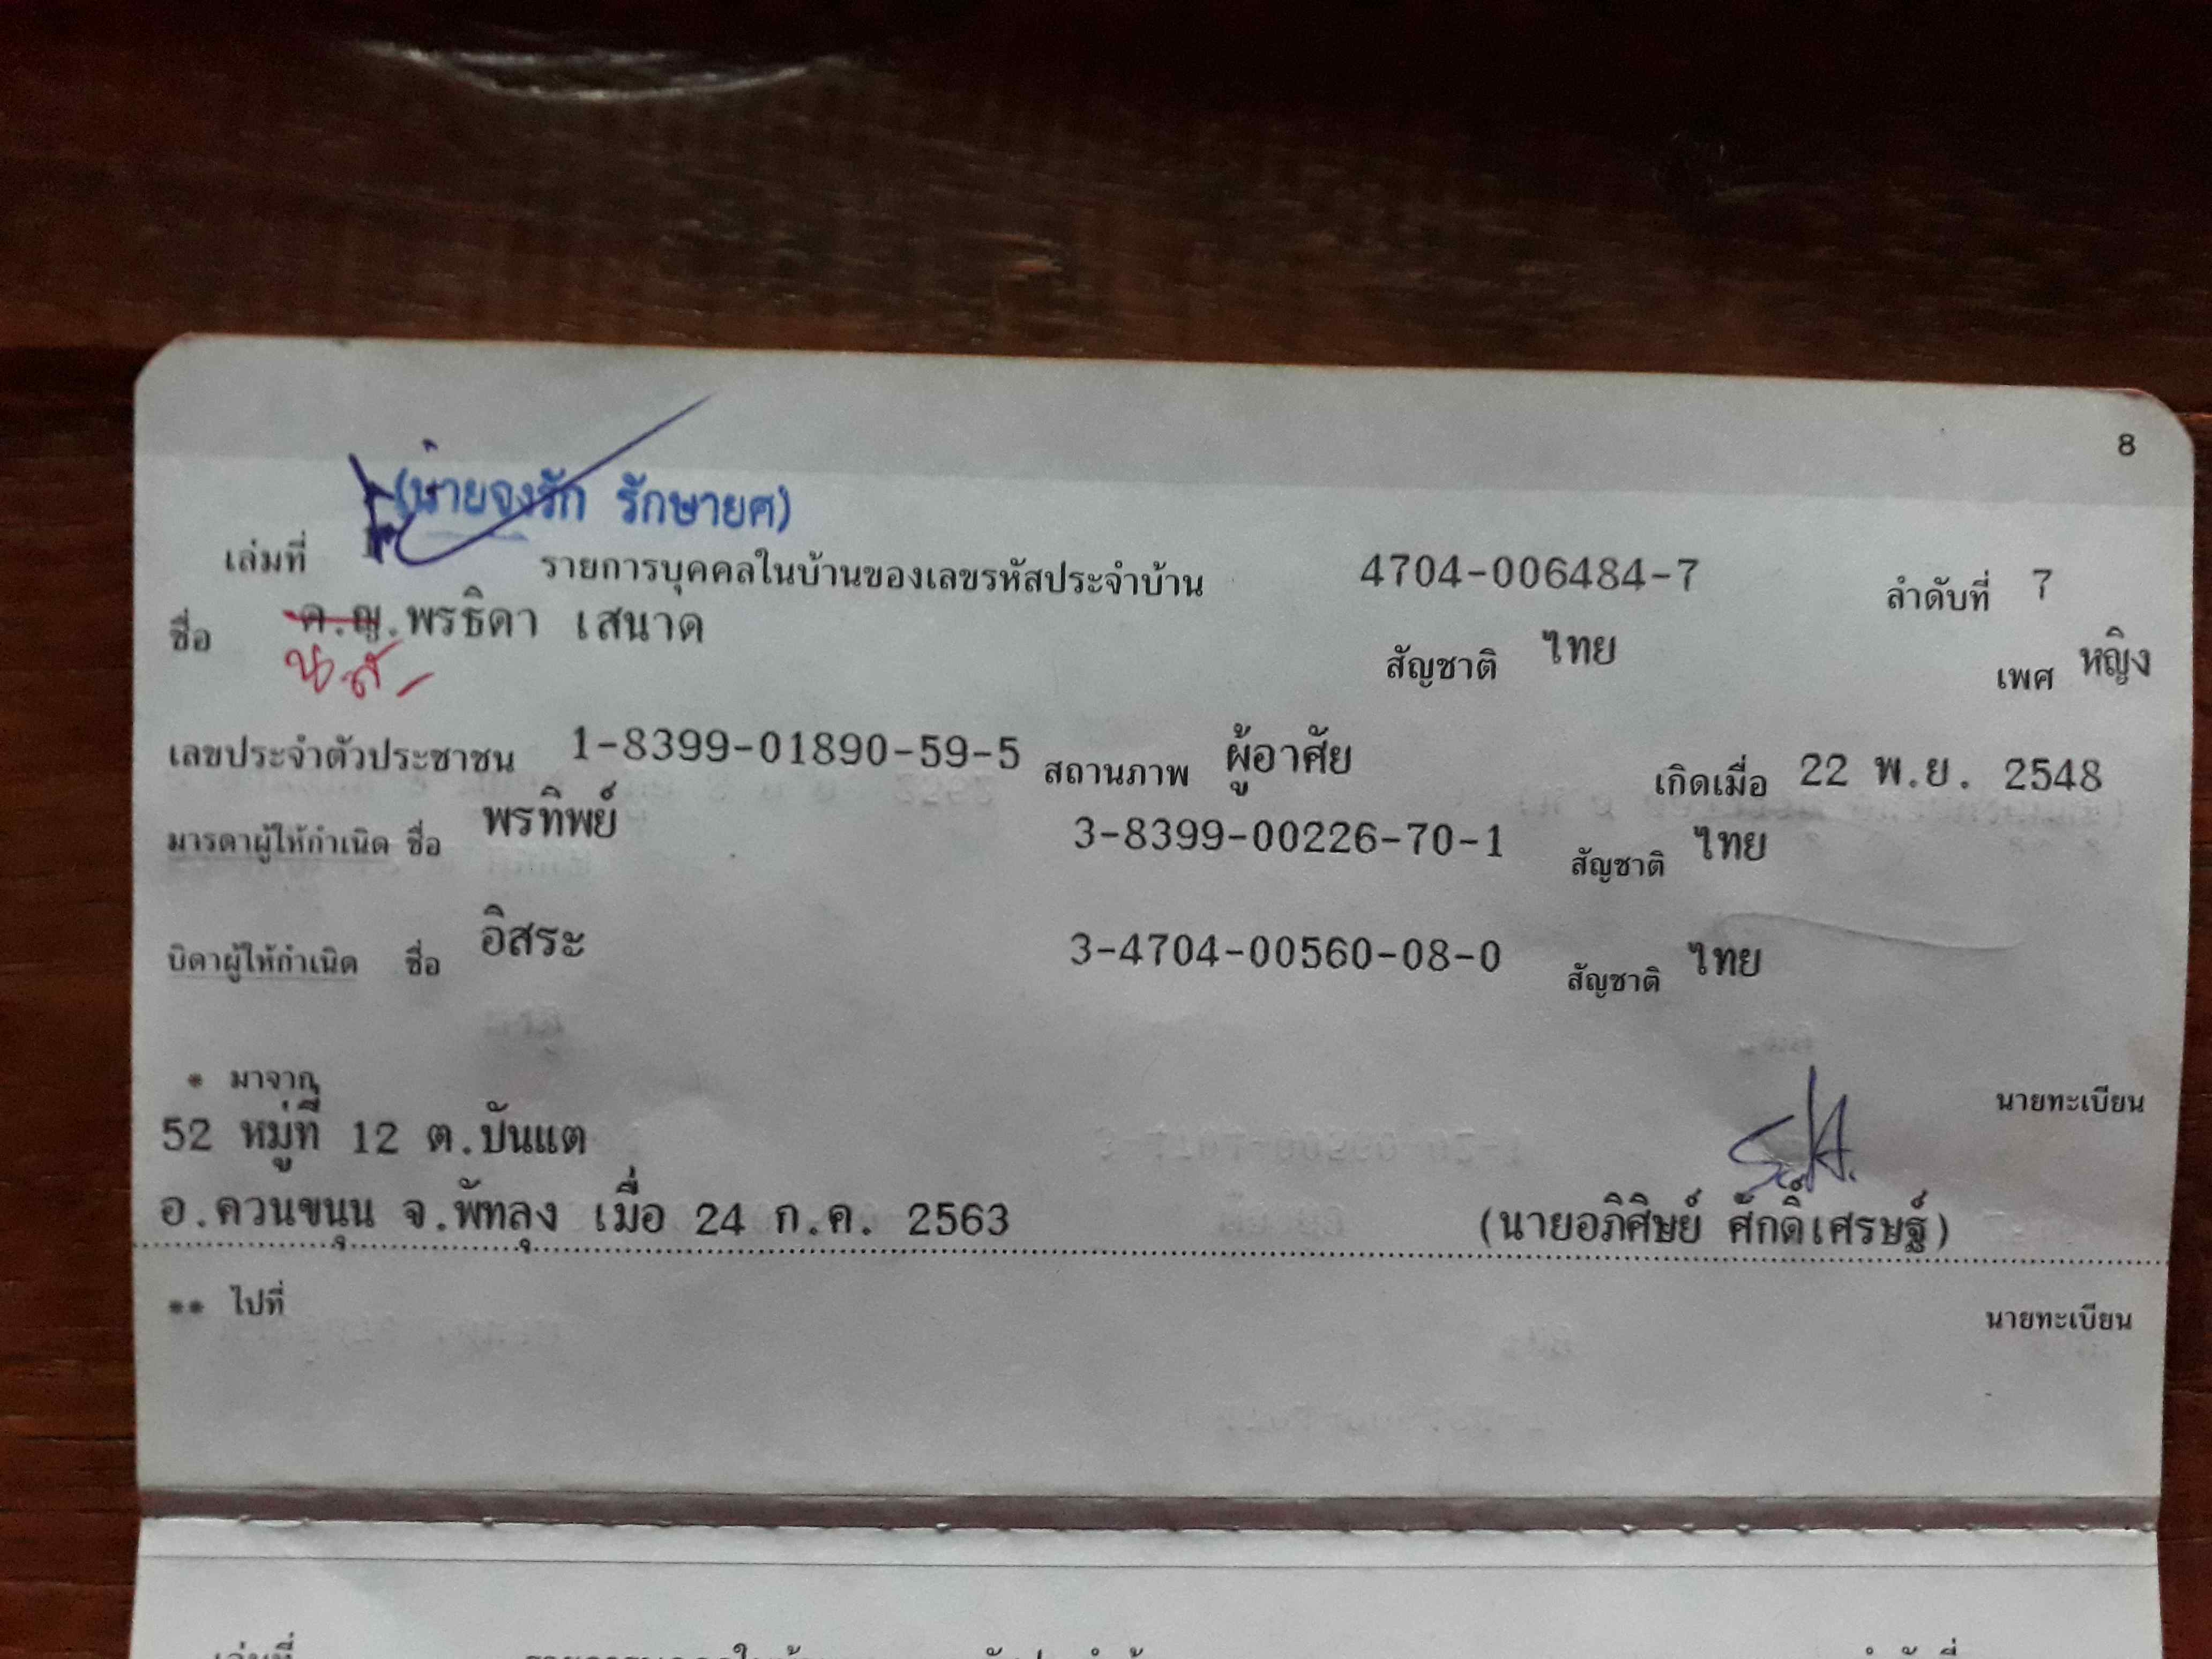 8
(นายจงรัก รักษายศ)
เล่มที่ 1 รายการบุคคลในบ้านของเลขรหัสประจำบ้าน 4704-006484-7 ลำดับที่ 7
ชื่อ ด.ญ.พรธิดา เสนาด สัญชาติ ไทย เพศ หญิง
น.ส.
เลขประจำตัวประชาชน 1-8399-01890-59-5 สถานภาพ ผู้อาศัย เกิดเมื่อ 22 พ.ย. 2548
มารดาผู้ให้กำเนิด ชื่อ พรทิพย์ 3-8399-00226-70-1 สัญชาติ ไทย
บิดาผู้ให้กำเนิด ชื่อ อิสระ 3-4704-00560-08-0 สัญชาติ ไทย
* มาจาก นายทะเบียน
52 หมู่ที่ 12 ต.ปันแต
อ.ควนขนุน จ.พัทลุง เมื่อ 24 ก.ค. 2563 (นายอภิศิษย์ ศักดิ์เศรษฐ์)
** ไปที่ นายทะเบียน